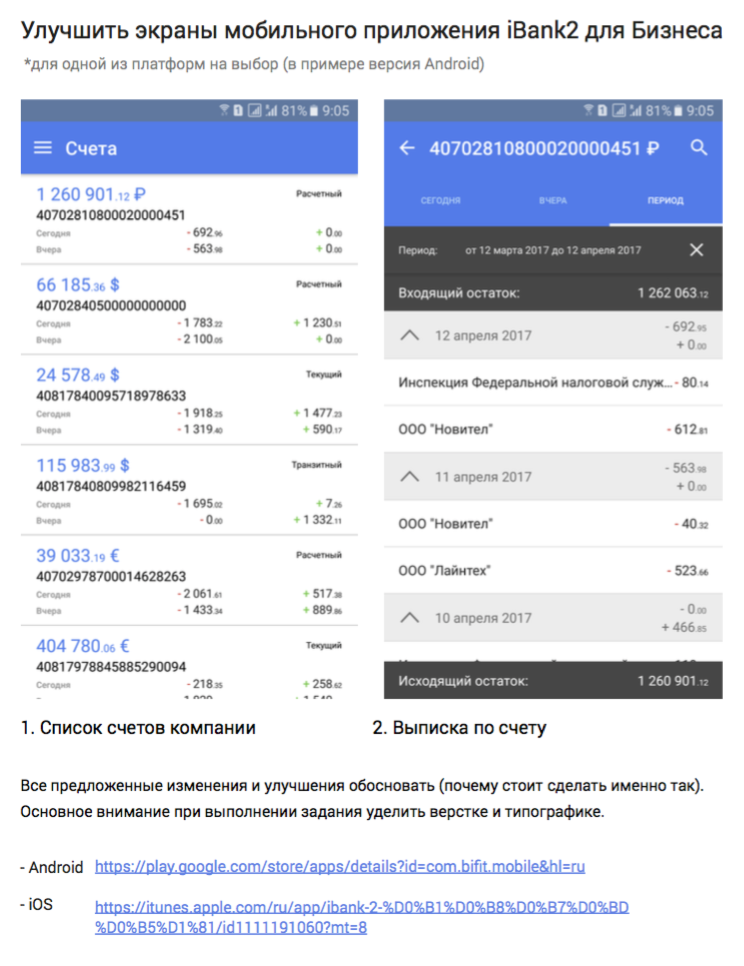 Улучшить экраны мобильного приложения iBank2 для Бизнеса
*для одной из платформ на выбор (в примере версия Android)
81% 9:05
Счета
1 260 901.12 ₽ Расчетный
40702810800020000451
Сегодня - 692.96 + 0.00
Вчера - 563.98 + 0.00
66 185.36 $ Расчетный
40702840500000000000
Сегодня - 1 783.22 + 1 230.51
Вчера - 2 100.05 + 0.00
24 578.49 $ Текущий
40817840095718978633
Сегодня - 1 918.25 + 1 477.23
Вчера - 1 319.40 + 590.17
115 983.99 $ Транзитный
40817840809982116459
Сегодня - 1 695.02 + 7.26
Вчера - 0.00 + 1 332.11
39 033.19 € Расчетный
40702978700014628263
Сегодня - 2 061.61 + 517.38
Вчера - 1 433.34 + 889.86
404 780.06 € Текущий
40817978845885290094
Сегодня - 218.35 + 258.62
1. Список счетов компании
81% 9:05
40702810800020000451 ₽
СЕГОДНЯ ВЧЕРА ПЕРИОД
Период: от 12 марта 2017 до 12 апреля 2017
Входящий остаток: 1 262 063.12
12 апреля 2017 - 692.95
+ 0.00
Инспекция Федеральной налоговой служ... - 80.14
ООО "Новител" - 612.81
11 апреля 2017 - 563.98
+ 0.00
ООО "Новител" - 40.32
ООО "Лайнтех" - 523.66
10 апреля 2017 - 0.00
+ 466.85
Исходящий остаток: 1 260 901.12
2. Выписка по счету
Все предложенные изменения и улучшения обосновать (почему стоит сделать именно так).
Основное внимание при выполнении задания уделить верстке и типографике.
- Android https://play.google.com/store/apps/details?id=com.bifit.mobile&hl=ru
- iOS https://itunes.apple.com/ru/app/ibank-2-%D0%B1%D0%B8%D0%B7%D0%BD
%D0%B5%D1%81/id1111191060?mt=8